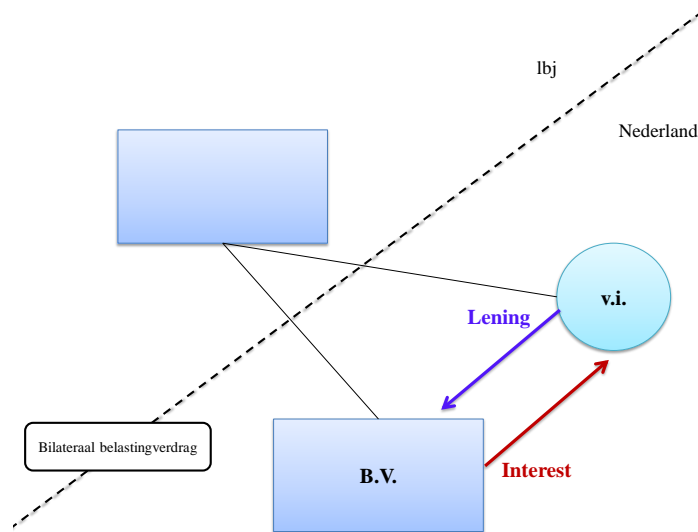 lbj
Nederland
v.i.
Lening
Bilateraal belastingverdrag
B.V.
Interest